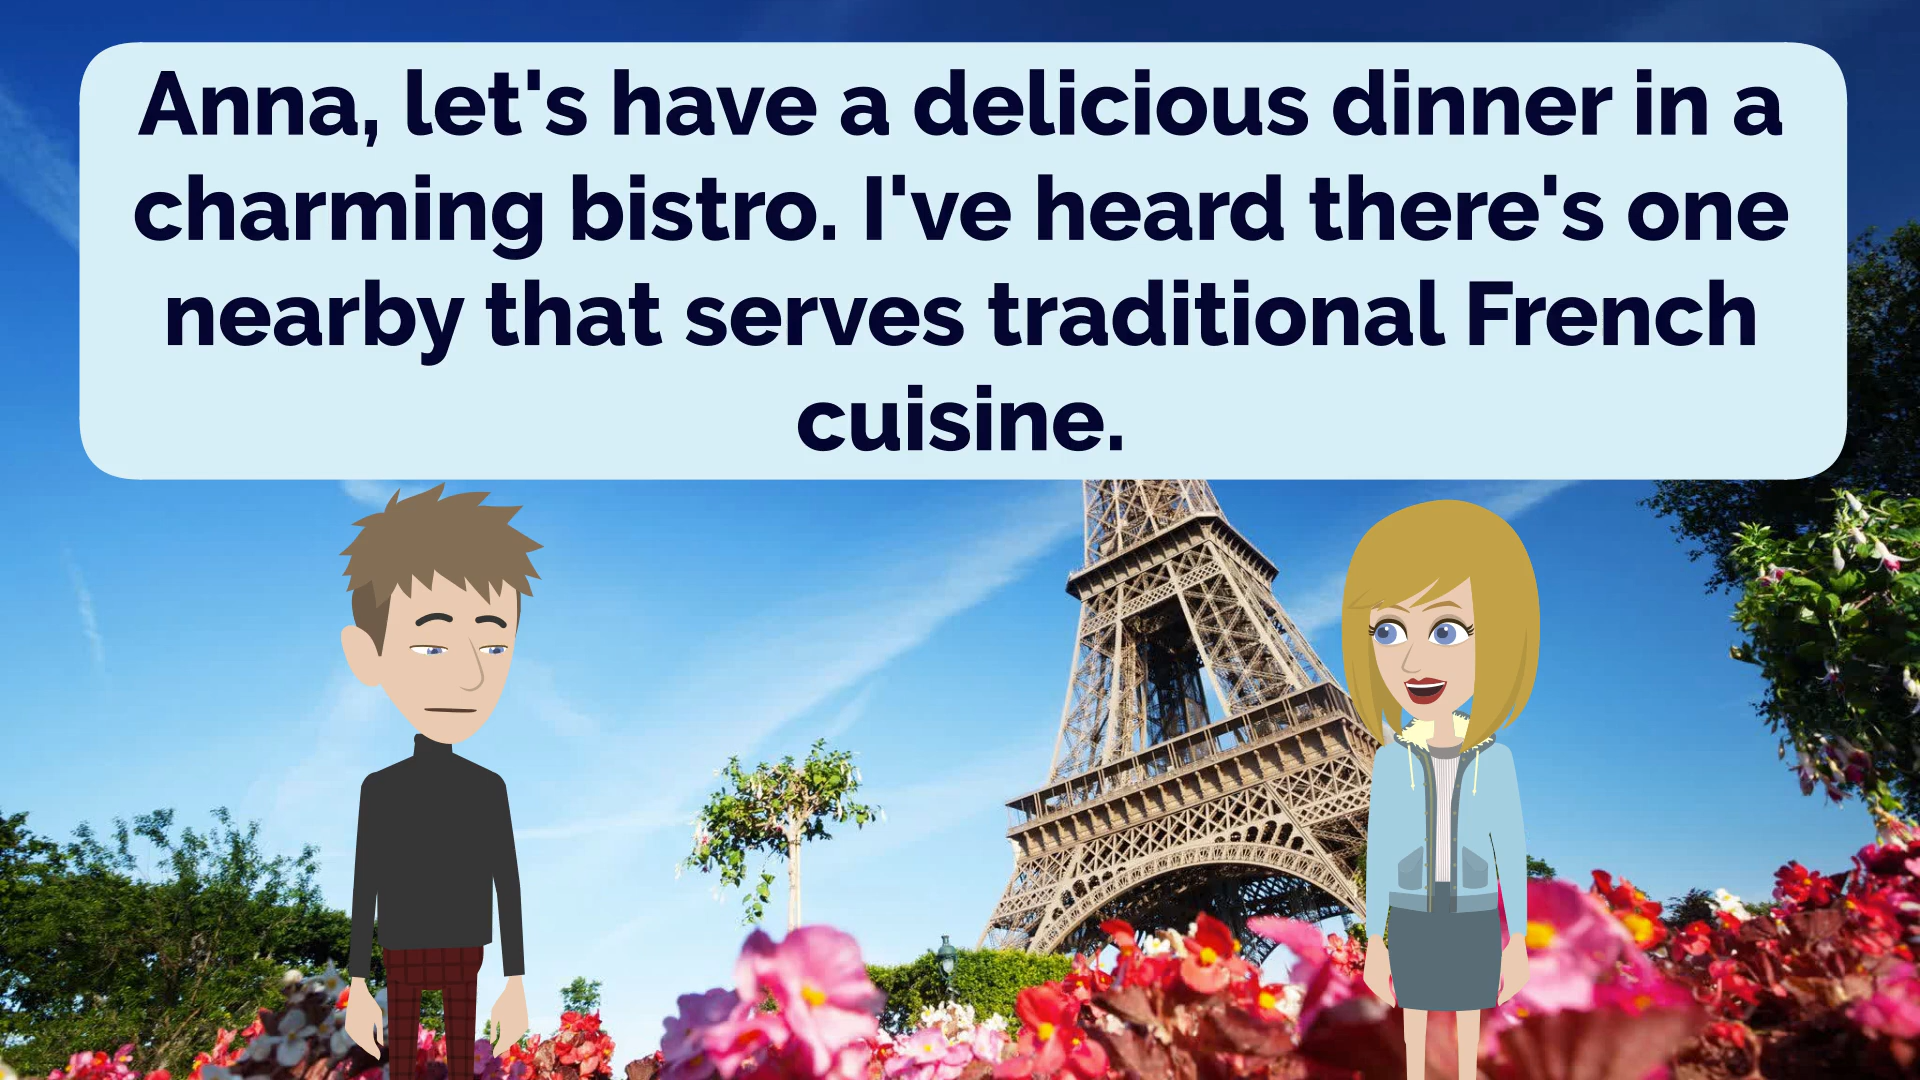 Anna, let's have a delicious dinner in a
charming bistro. I've heard there's one
nearby that serves traditional French
cuisine.